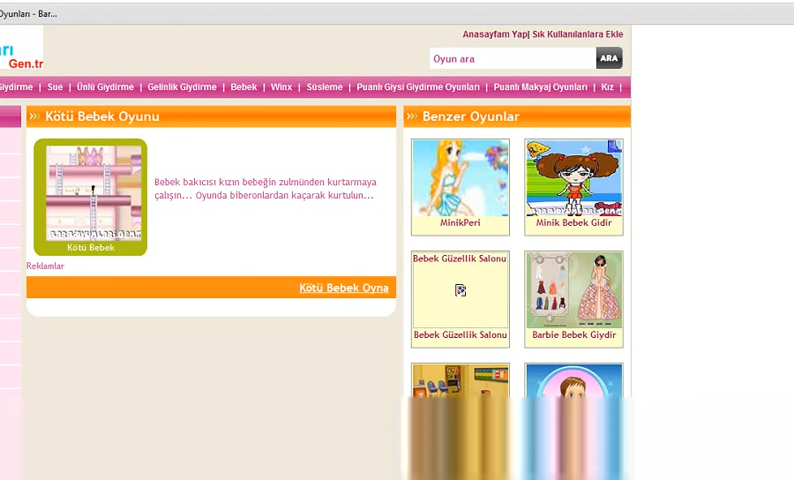 Oyunları - Bar...
Anasayfam Yap| Sık Kullanılanlara Ekle
arı
Gen.tr
Oyun ara
ARA
Giydirme | Sue | Ünlü Giydirme | Gelinlik Giydirme | Bebek | Winx | Süsleme | Puanlı Giysi Giydirme Oyunları | Puanlı Makyaj Oyunları | Kız |
Kötü Bebek Oyunu
Bebek bakıcısı kızın bebeğin zulmünden kurtarmaya
çalışın... Oyunda biberonlardan kaçarak kurtulun...
Kötü Bebek
Reklamlar
Kötü Bebek Oyna
Benzer Oyunlar
MinikPeri
Minik Bebek Gidir
Bebek Güzellik Salonu
Bebek Güzellik Salonu
Barbie Bebek Giydir